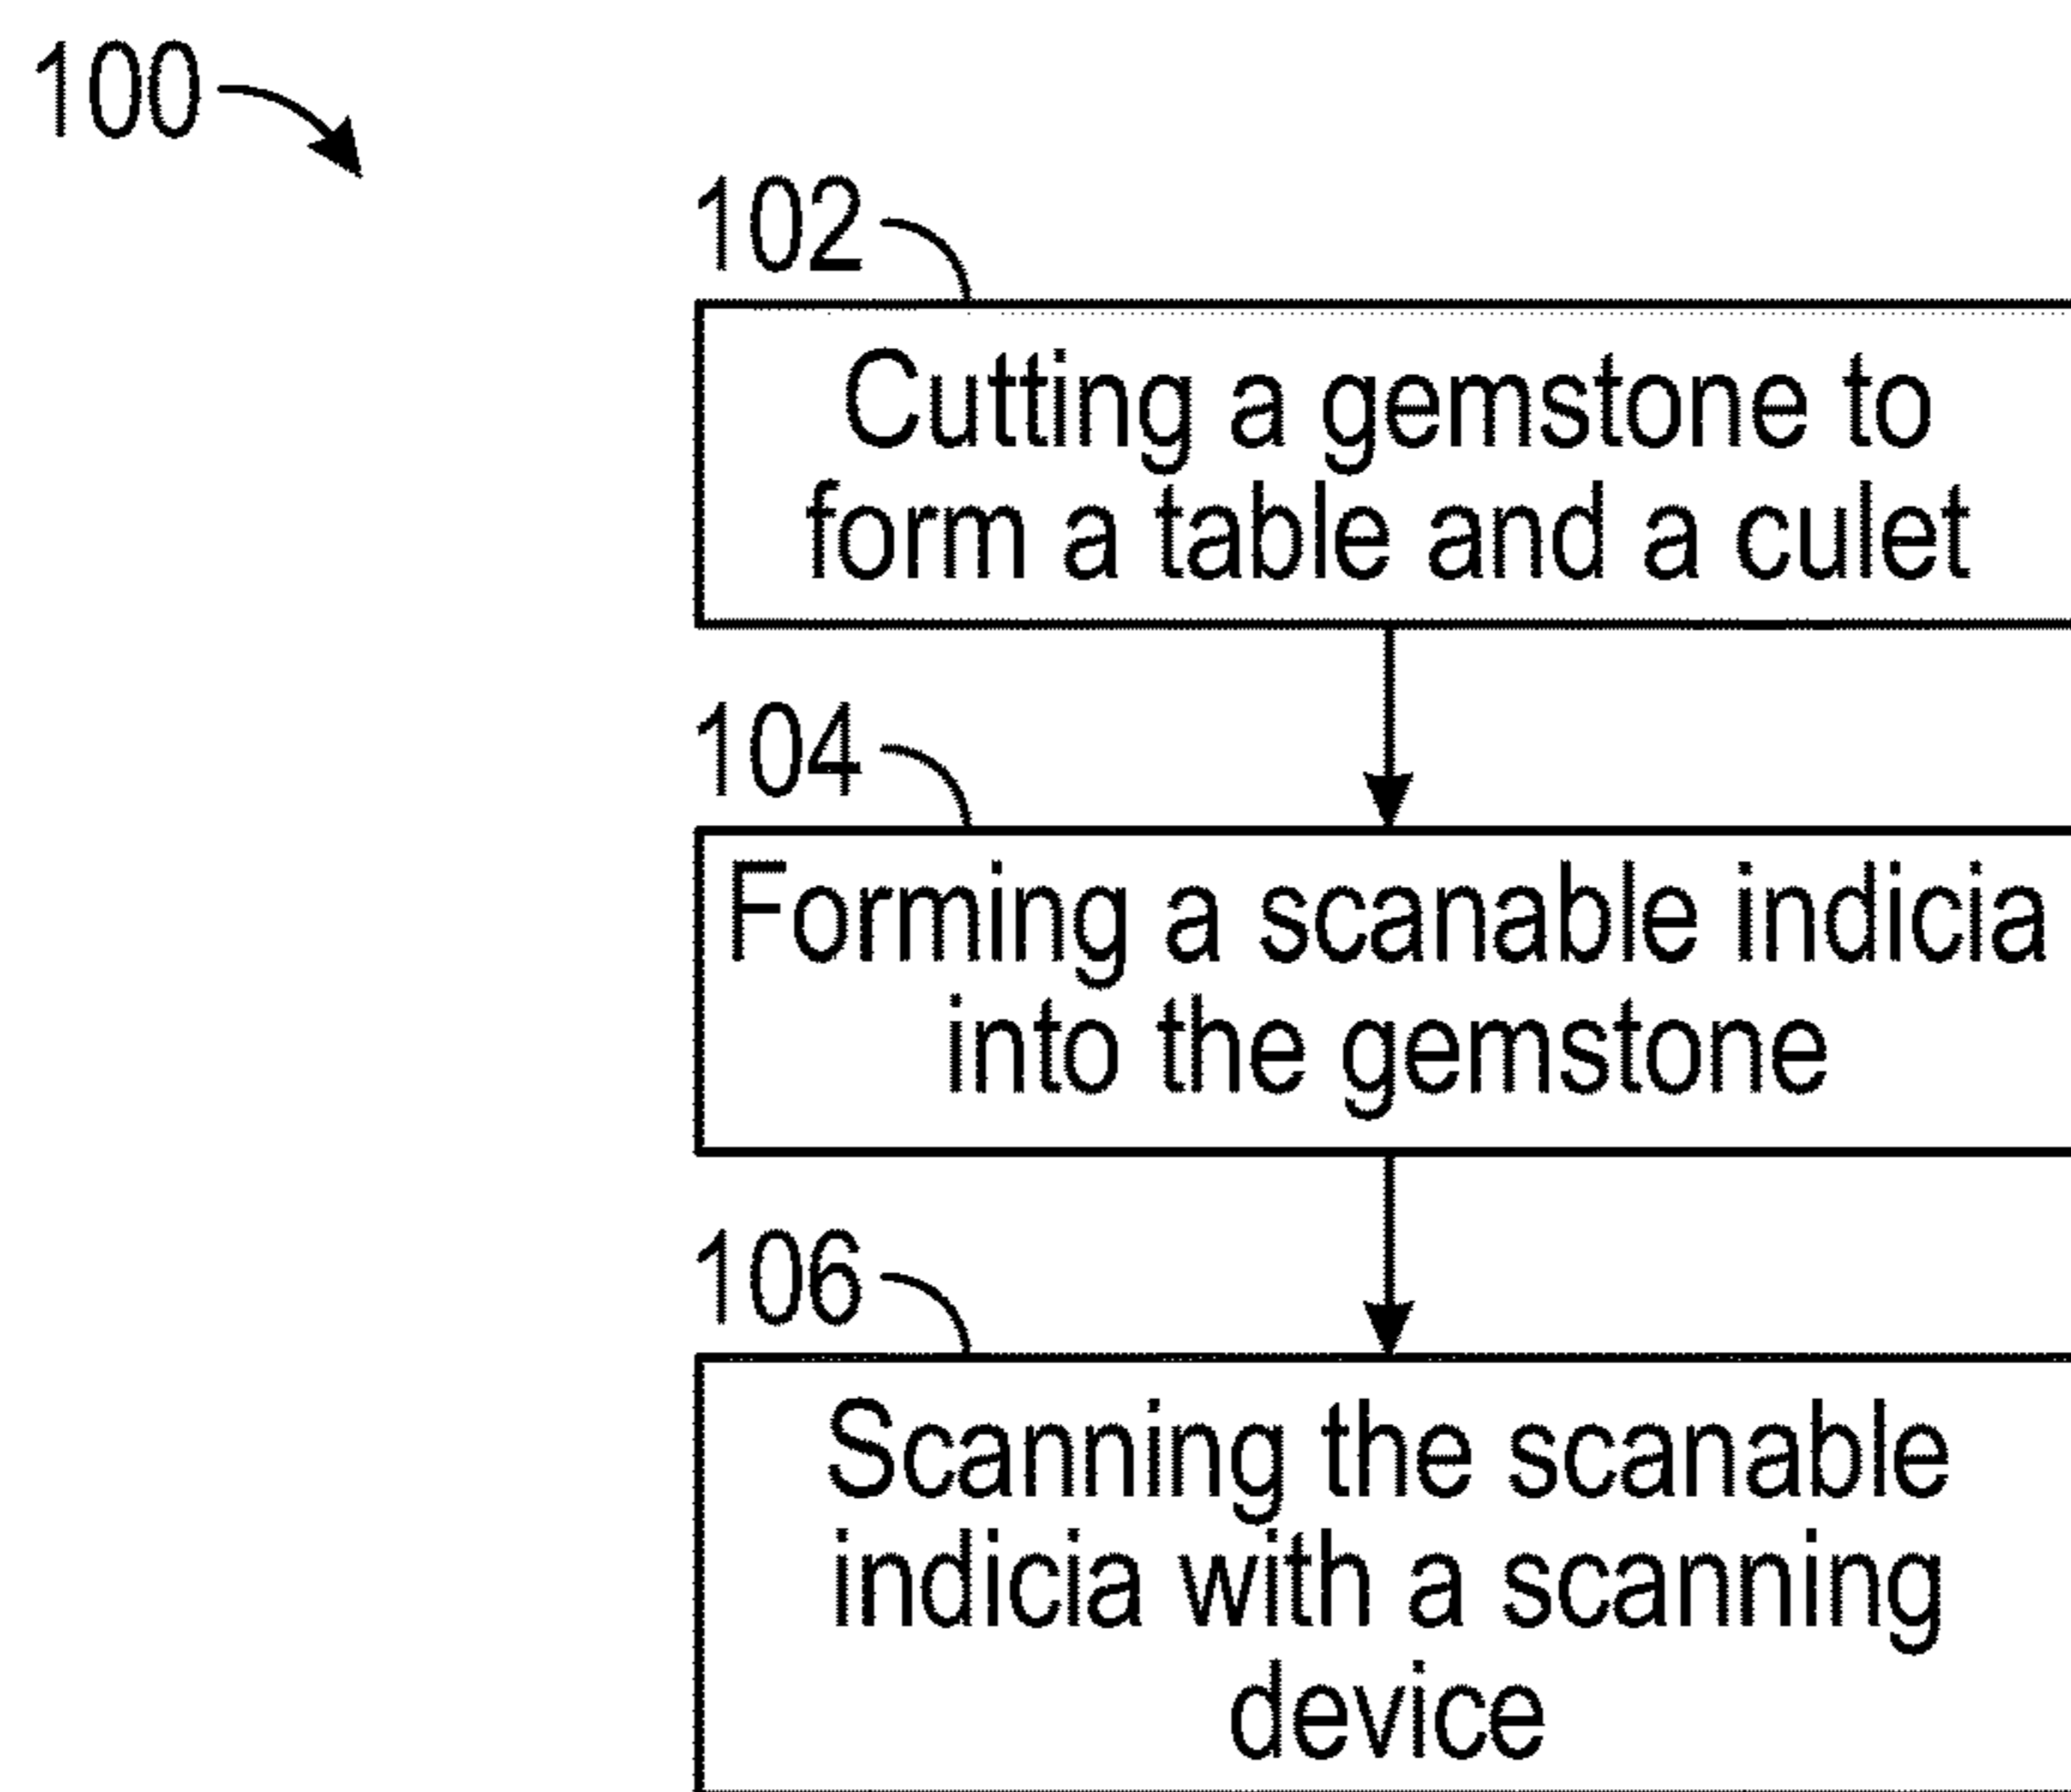 100
102
Cutting a gemstone to
form a table and a culet
104
Forming a scanable indicia
into the gemstone
106
Scanning the scanable
indicia with a scanning
device